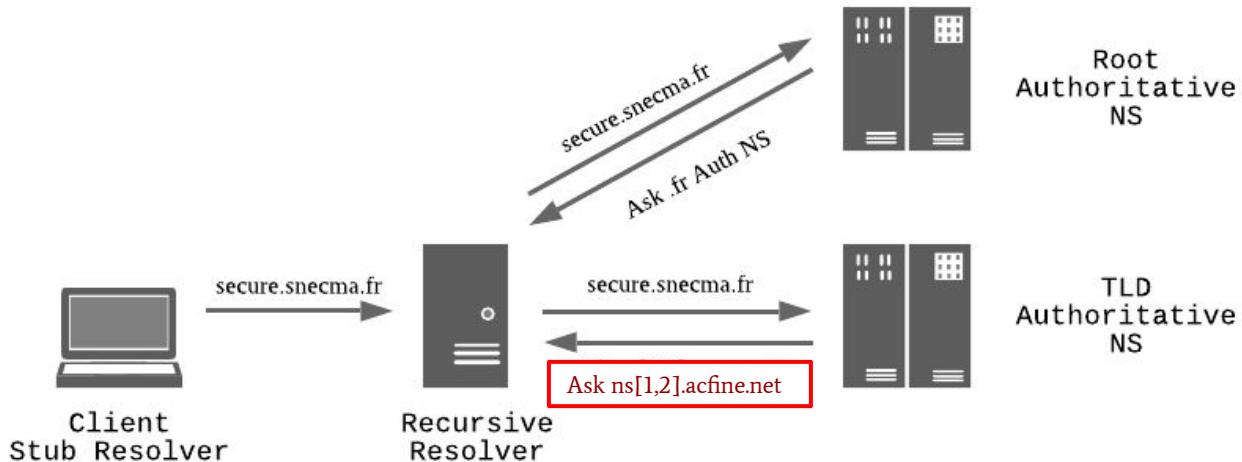 Root
Authoritative
NS
secure.snecma.fr
Ask .fr Auth NS
secure.snecma.fr
secure.snecma.fr
TLD
Authoritative
NS
Ask ns[1,2].acfine.net
Client
Stub Resolver
Recursive
Resolver